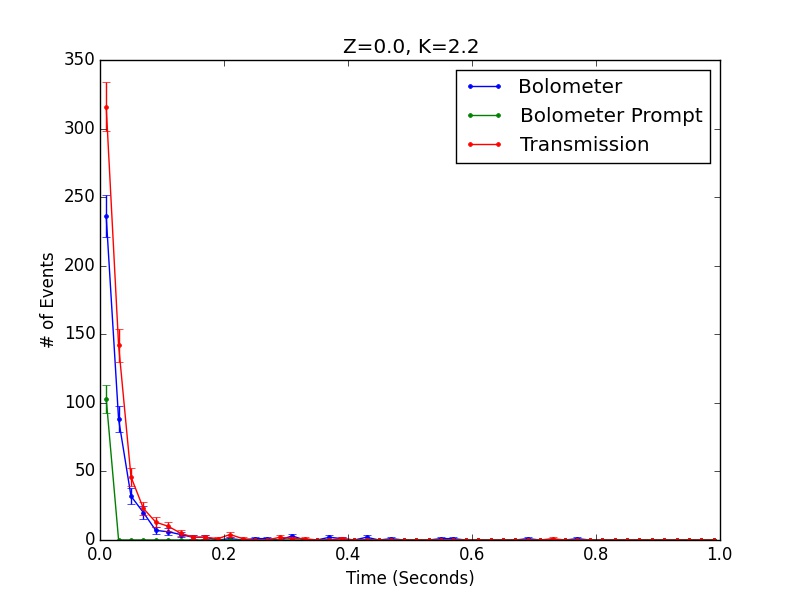 Z=0.0, K=2.2
350
300
250
200
150
100
50
0
# of Events
Bolometer
Bolometer Prompt
Transmission
0.0 0.2 0.4 0.6 0.8 1.0
Time (Seconds)